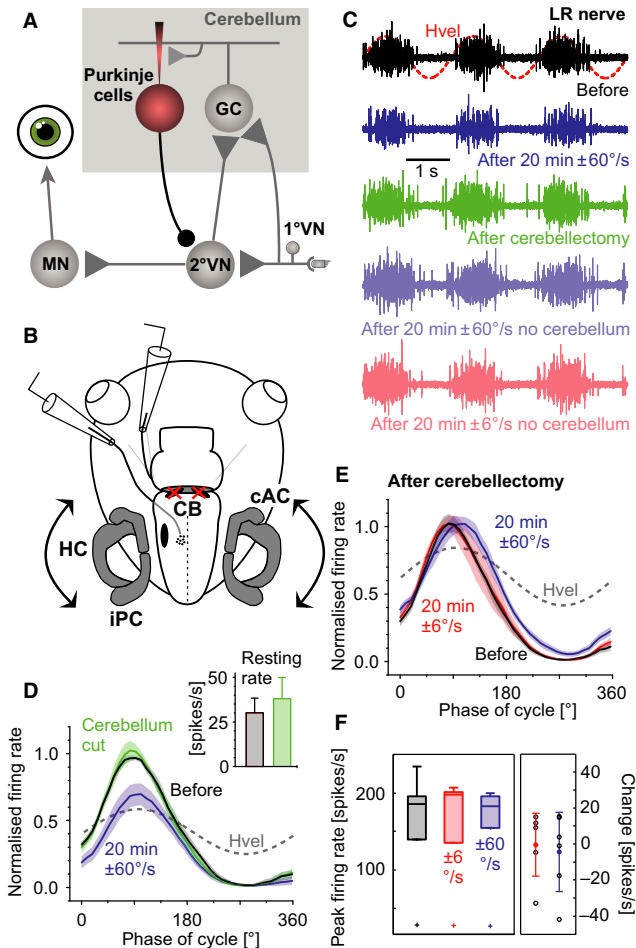 A
Cerebellum
Purkinje
cells
GC
1°VN
MN
2°VN
B
CB
cAC
HC
iPC
C
LR nerve
Hvel
Before
After 20 min ±60°/s
1 s
After cerebellectomy
After 20 min ±60°/s no cerebellum
After 20 min ±6°/s no cerebellum
D
Resting
rate
[spikes/s]
50
25
0
Cerebellum
cut
Before
Hvel
20 min
±60°/s
Normalised firing rate
1.0
0.5
0.0
0
180
360
Phase of cycle [°]
E
After cerebellectomy
20 min
±60°/s
Hvel
20 min
±6°/s
Before
Normalised firing rate
1.0
0.5
0.0
0
180
360
Phase of cycle [°]
F
Peak firing rate [spikes/s]
200
100
30
±6
°/s
±60
°/s
40
20
0
-20
-40
Change [spikes/s]